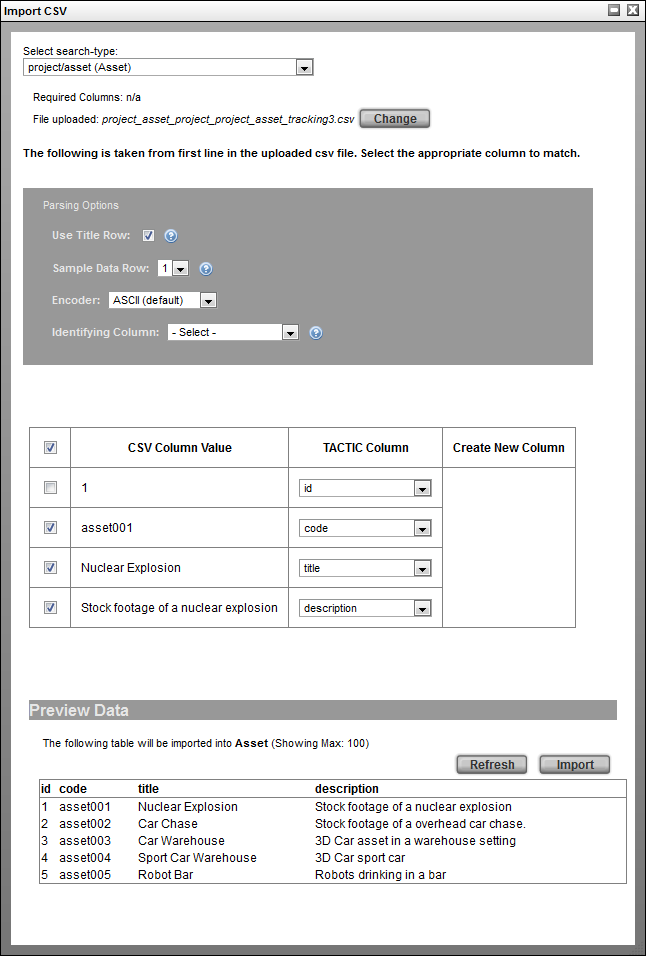 Import CSV
Select search-type:
project/asset (Asset)
Required Columns: n/a
File uploaded: project_asset_project_project_asset_tracking3.csv Change
The following is taken from first line in the uploaded csv file. Select the appropriate column to match.
Parsing Options
Use Title Row: ?
Sample Data Row: 1 ?
Encoder: ASCII (default)
Identifying Column: - Select - ?
CSV Column Value TACTIC Column Create New Column
1 id
asset001 code
Nuclear Explosion title
Stock footage of a nuclear explosion description
Preview Data
The following table will be imported into Asset (Showing Max: 100)
Refresh Import
id code title description
1 asset001 Nuclear Explosion Stock footage of a nuclear explosion
2 asset002 Car Chase Stock footage of a overhead car chase.
3 asset003 Car Warehouse 3D Car asset in a warehouse setting
4 asset004 Sport Car Warehouse 3D Car sport car
5 asset005 Robot Bar Robots drinking in a bar